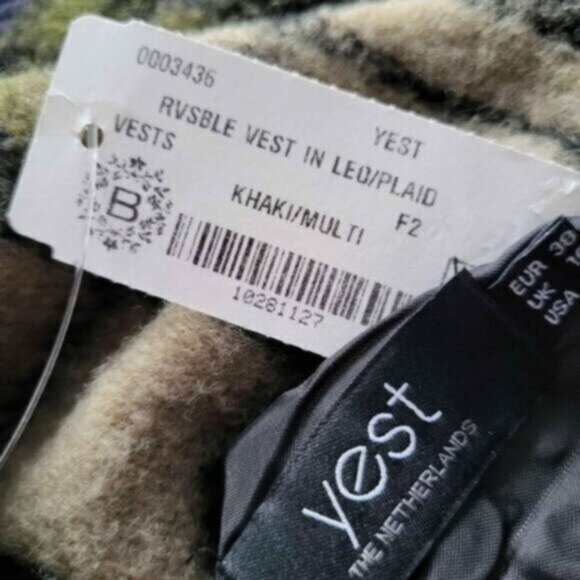 0003436
YEST
RVSBLE VEST IN LEO/PLAID
VESTS
F2
KHAKI/MULTI
B
10281127
EUR
UK
USA
yest
THE NETHERLANDS